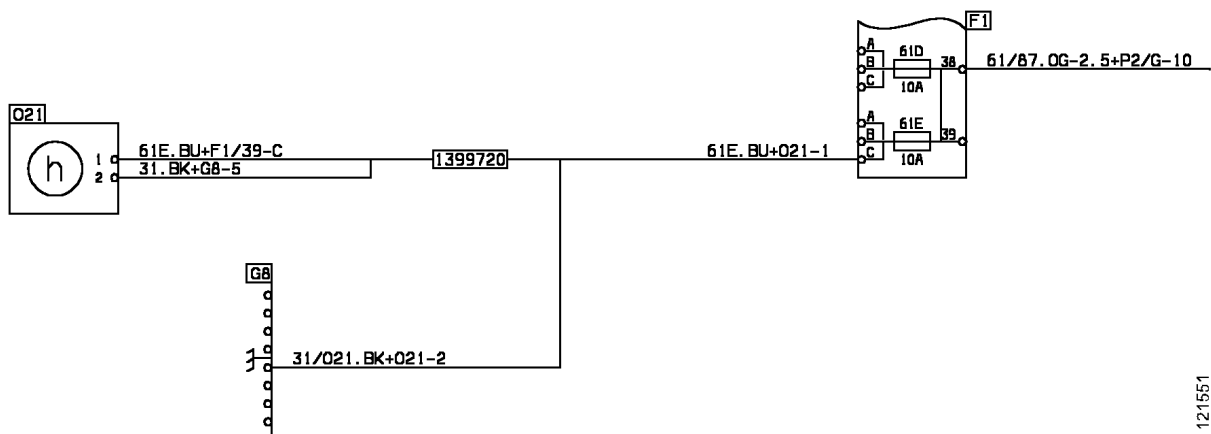 F1
A
B
C
61D
10A
38
61/87.OG-2.5+P2/G-10
A
B
C
61E
10A
39
O21
h
1
2
61E.BU+F1/39-C
31.BK+G8-5
1399720
61E.BU+O21-1
G8
31/O21.BK+O21-2
121551